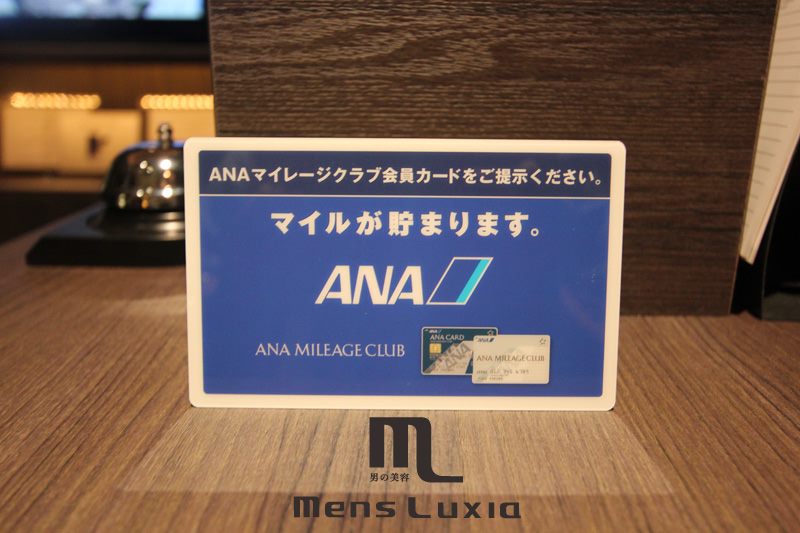 ANAマイレージクラブ会員カードをご提示ください。
マイルが貯まります。
ANA
ANA MILEAGE CLUB
ANA CARD
ANA
ANA MILEAGE CLUB
男の美容
Mens Luxia